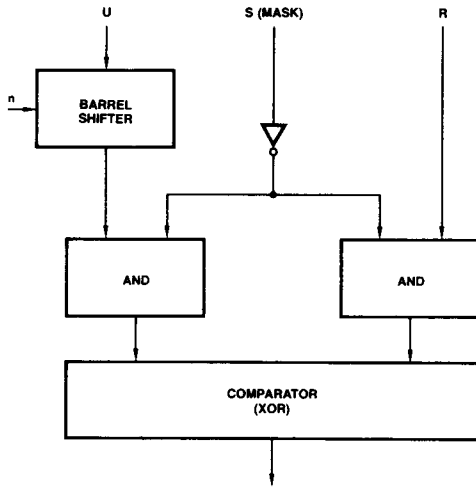 U
S (MASK)
R
n
BARREL
SHIFTER
AND
AND
COMPARATOR
(XOR)